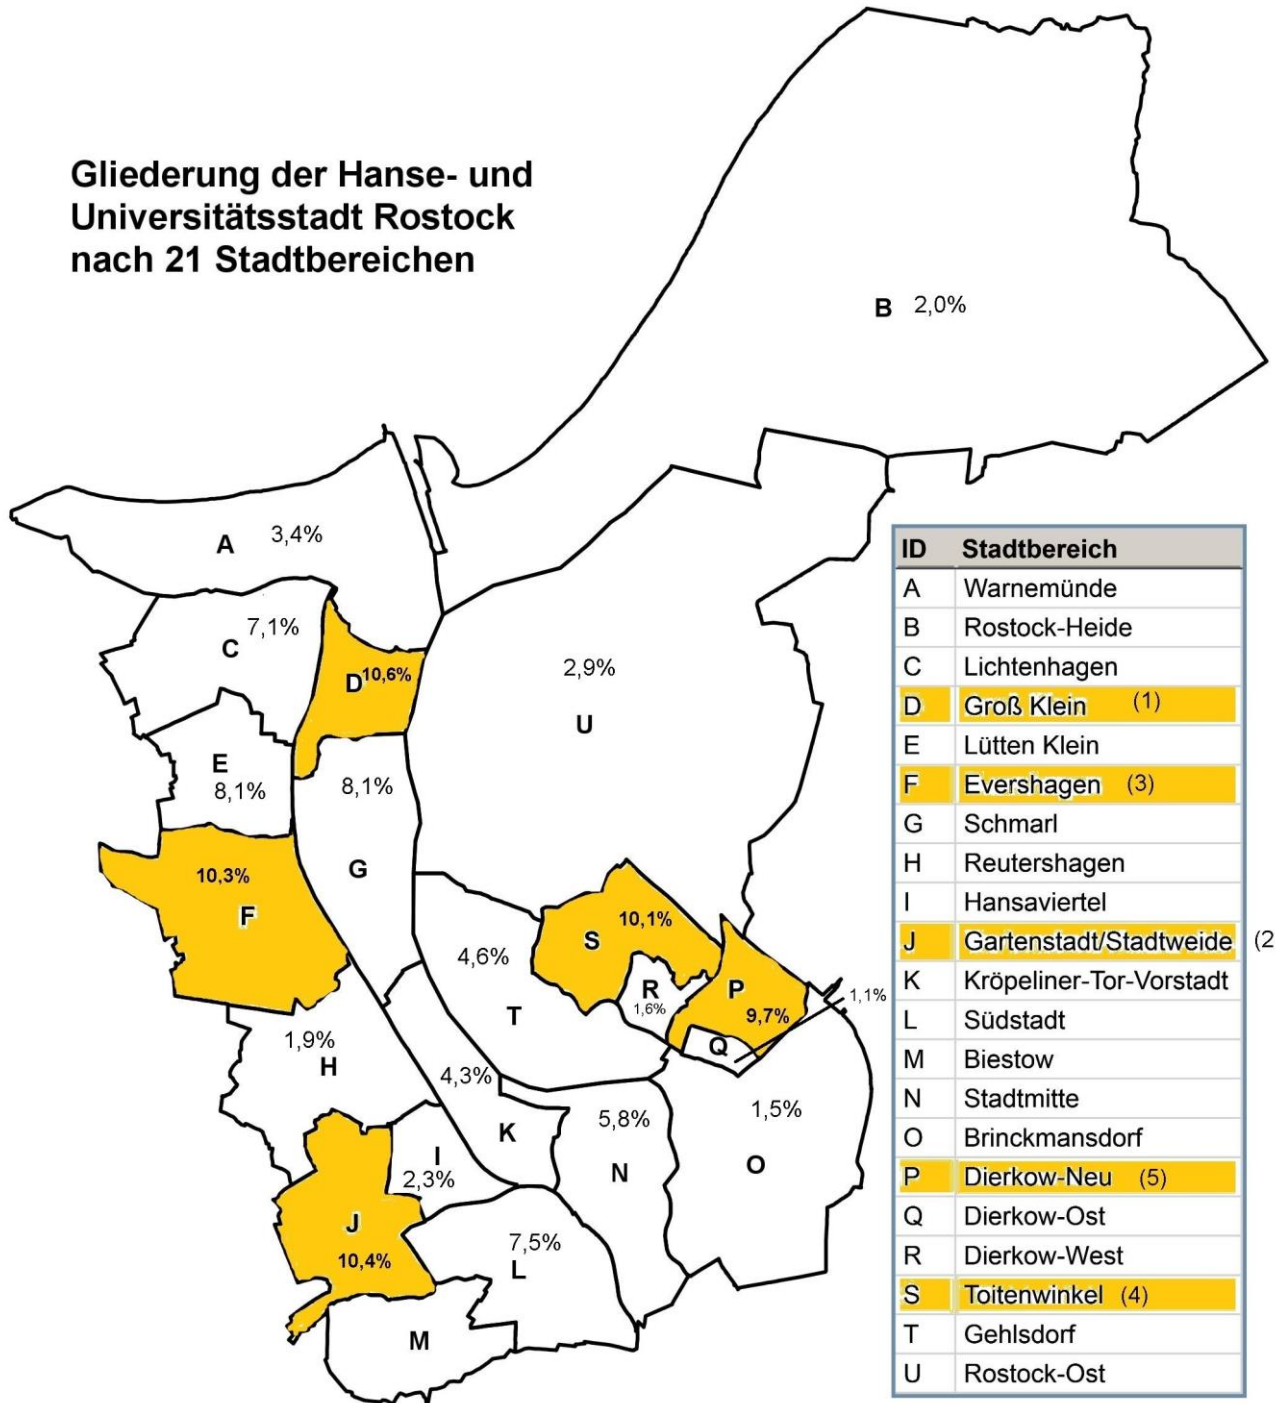 Gliederung der Hanse- und
Universitätsstadt Rostock
nach 21 Stadtbereichen
B 2,0%
A 3,4%
C 7,1%
D 10,6%
2,9%
U
E
8,1%
8,1%
G
10,3%
F
S 10,1%
4,6%
T
R
1,6%
P
9,7%
1,1%
Q
1,9%
H
4,3%
K
5,8%
N
1,5%
O
I
2,3%
J
10,4%
7,5%
L
M
ID Stadtbereich
A Warnemünde
B Rostock-Heide
C Lichtenhagen
D Groß Klein (1)
E Lütten Klein
F Evershagen (3)
G Schmarl
H Reutershagen
I Hansaviertel
J Gartenstadt/Stadtweide (2
K Kröpeliner-Tor-Vorstadt
L Südstadt
M Biestow
N Stadtmitte
O Brinckmansdorf
P Dierkow-Neu (5)
Q Dierkow-Ost
R Dierkow-West
S Toitenwinkel (4)
T Gehlsdorf
U Rostock-Ost